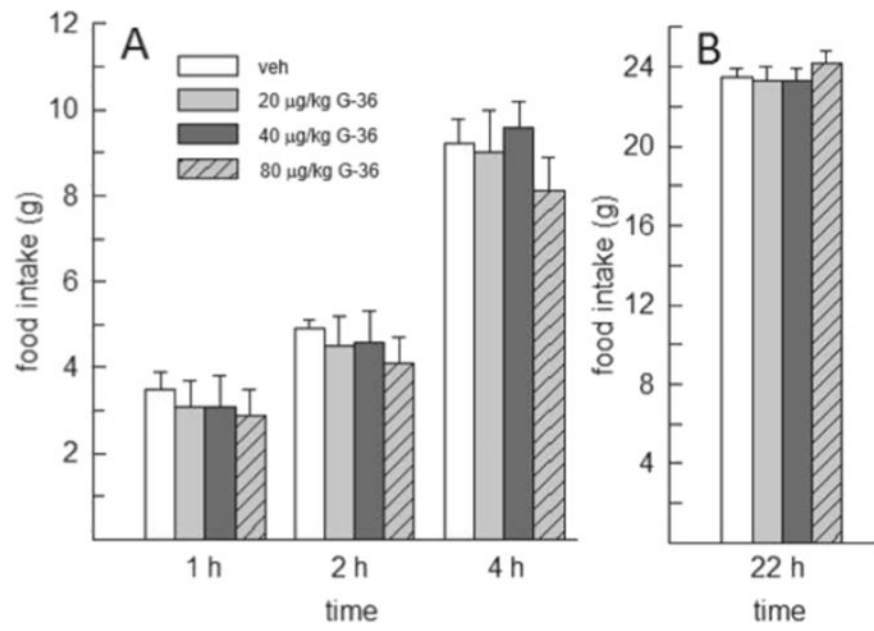 A
veh
20 μg/kg G-36
40 μg/kg G-36
80 μg/kg G-36
food intake (g)
12
10
8
6
4
2
1 h
2 h
4 h
time
B
food intake (g)
24
20
16
12
8
4
22 h
time